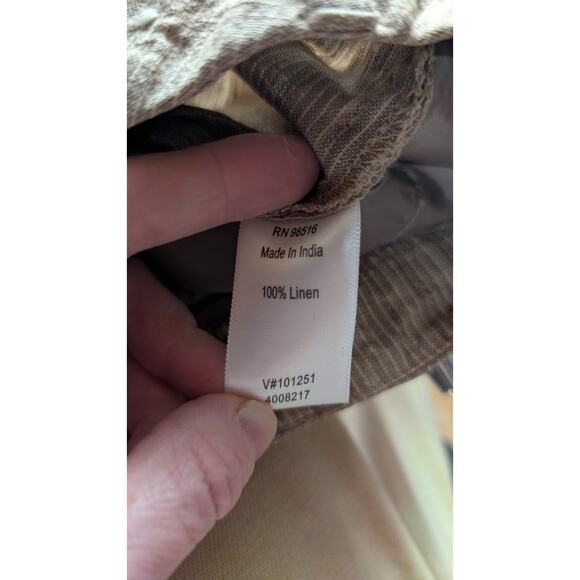 RN 98516
Made In India
100% Linen
V#101251
4008217